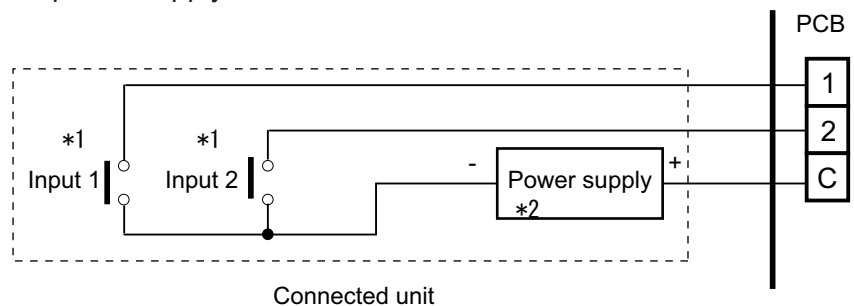 PCB
1
*1 *1 2
Input 1 Input 2 - Power supply + C
*2
Connected unit